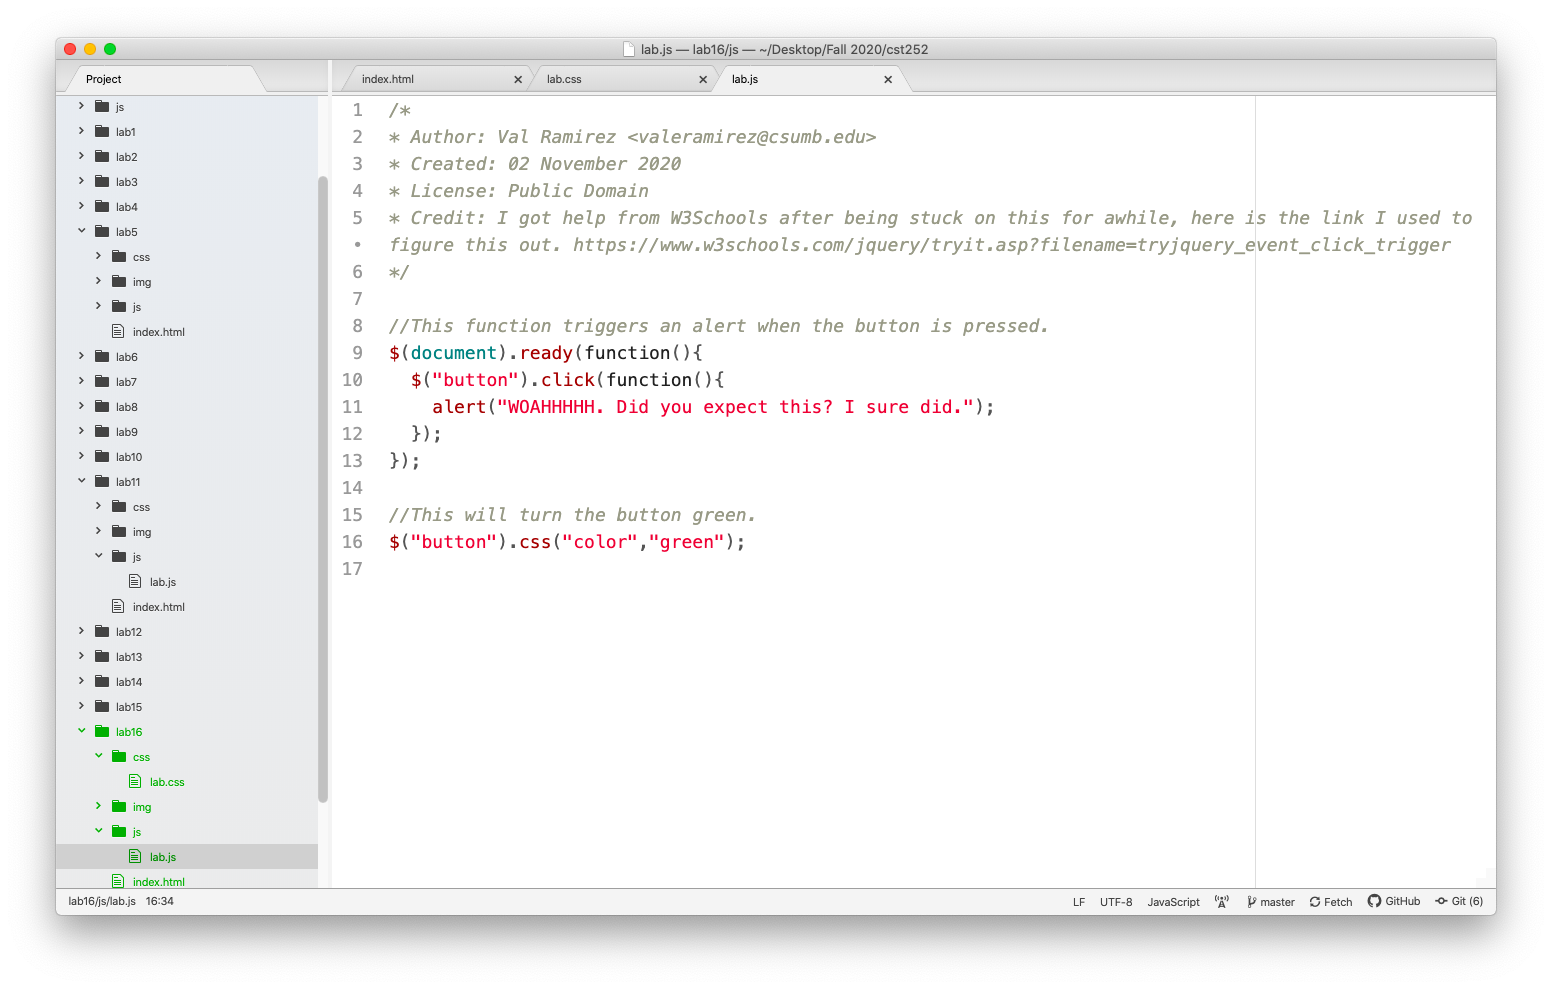 lab.js — lab16/js — ~/Desktop/Fall 2020/cst252
Project
index.html
lab.css
lab.js
js
lab1
lab2
lab3
lab4
lab5
css
img
js
index.html
lab6
lab7
lab8
lab9
lab10
lab11
css
img
js
lab.js
index.html
lab12
lab13
lab14
lab15
lab16
css
lab.css
img
js
lab.js
index.html
1 /*
2 * Author: Val Ramirez <valeramirez@csumb.edu>
3 * Created: 02 November 2020
4 * License: Public Domain
5 * Credit: I got help from W3Schools after being stuck on this for awhile, here is the link I used to
• figure this out. https://www.w3schools.com/jquery/tryit.asp?filename=tryjquery_event_click_trigger
6 */
7
8 //This function triggers an alert when the button is pressed.
9 $(document).ready(function(){
10 $("button").click(function(){
11 alert("WOAHHHHH. Did you expect this? I sure did.");
12 });
13 });
14
15 //This will turn the button green.
16 $("button").css("color","green");
17
lab16/js/lab.js 16:34
LF UTF-8 JavaScript master Fetch GitHub Git (6)